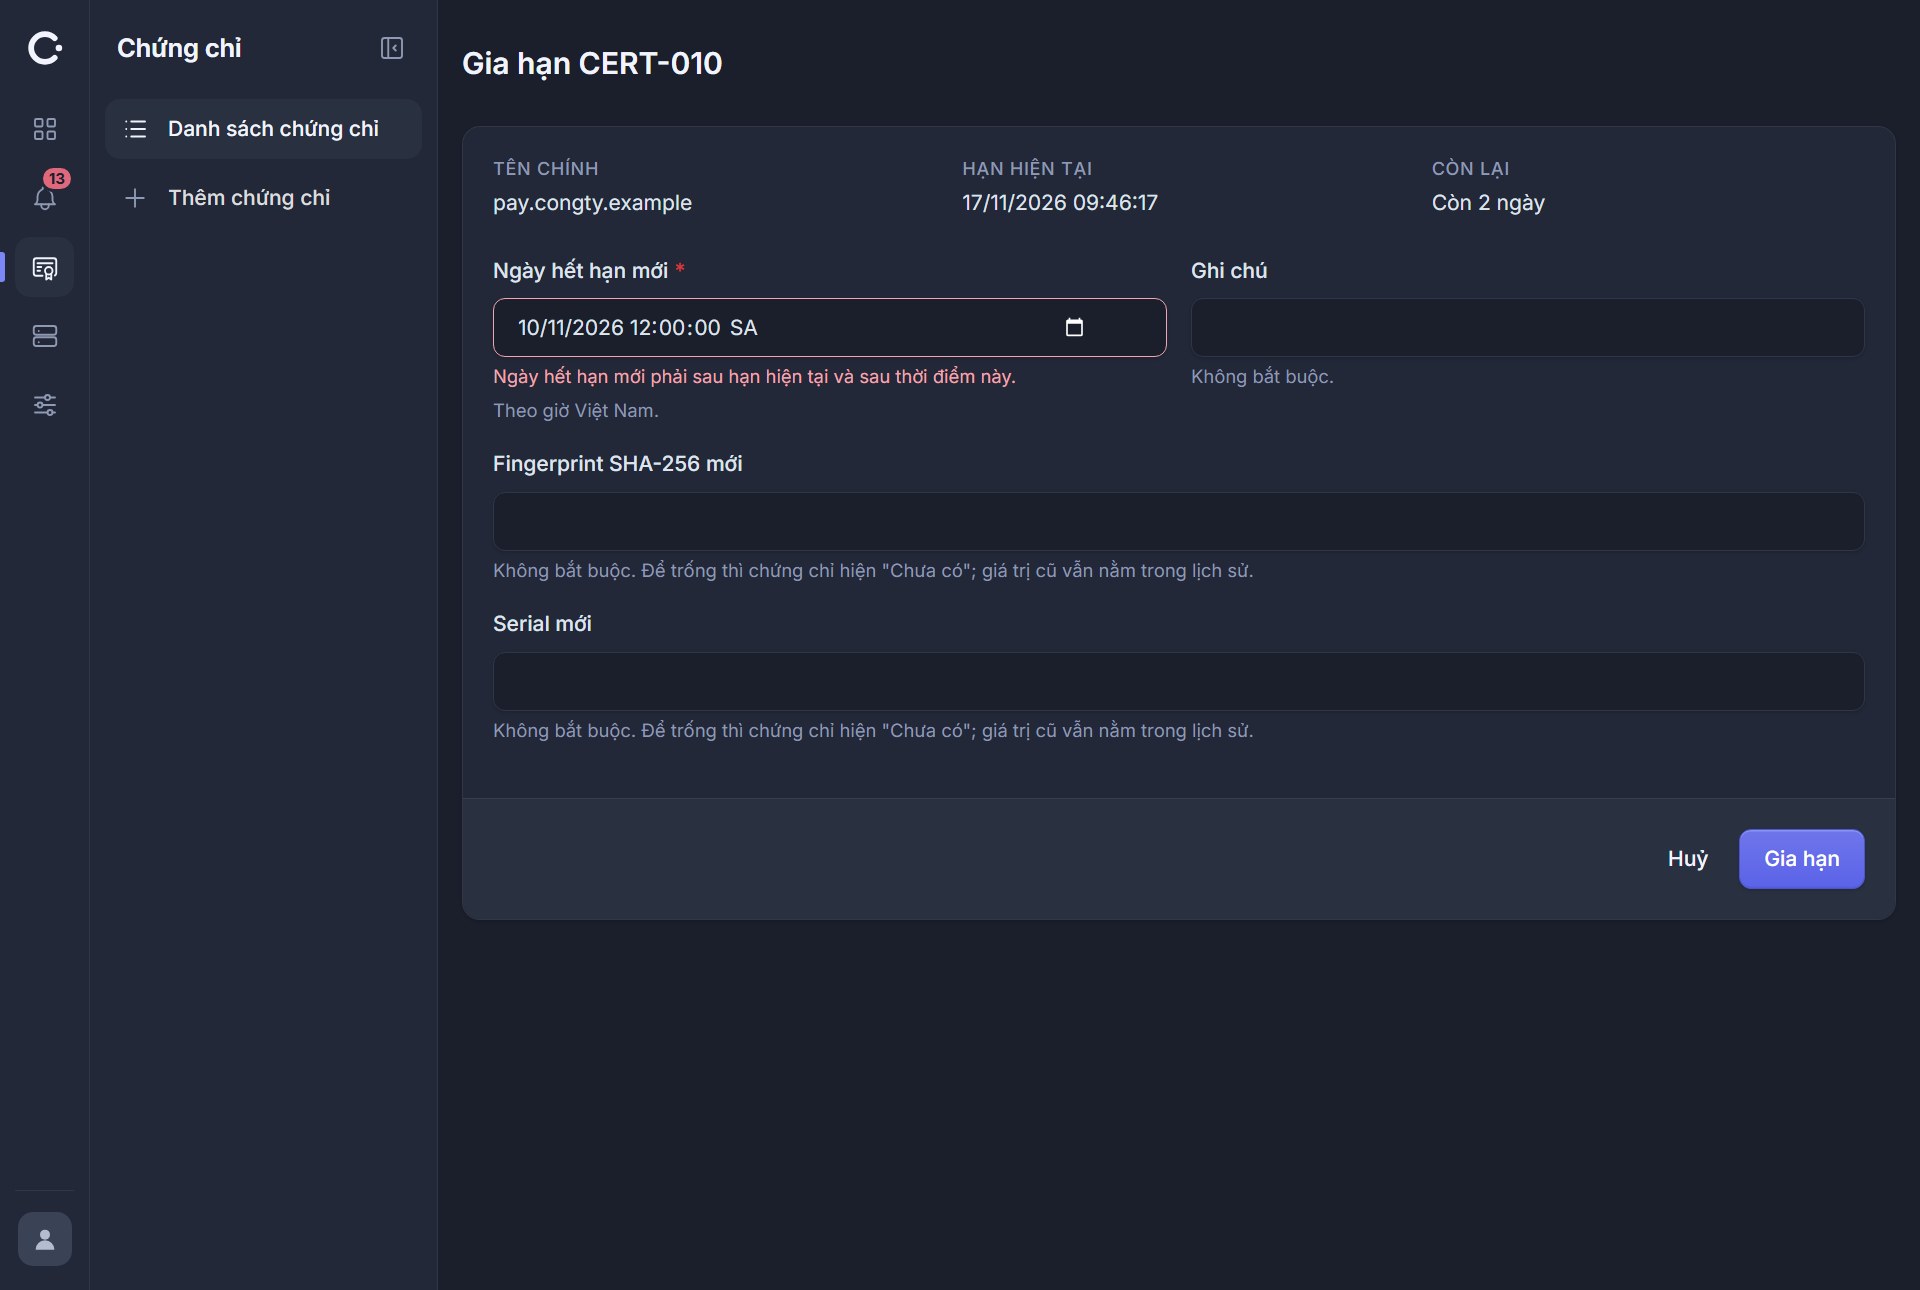 Chứng chỉ
Danh sách chứng chỉ
13
Thêm chứng chỉ
Gia hạn CERT-010
TÊN CHÍNH
pay.congty.example
HẠN HIỆN TẠI
17/11/2026 09:46:17
CÒN LẠI
Còn 2 ngày
Ngày hết hạn mới *
10/11/2026 12:00:00 SA
Ngày hết hạn mới phải sau hạn hiện tại và sau thời điểm này.
Theo giờ Việt Nam.
Ghi chú
Không bắt buộc.
Fingerprint SHA-256 mới
Không bắt buộc. Để trống thì chứng chỉ hiện "Chưa có"; giá trị cũ vẫn nằm trong lịch sử.
Serial mới
Không bắt buộc. Để trống thì chứng chỉ hiện "Chưa có"; giá trị cũ vẫn nằm trong lịch sử.
Huỷ
Gia hạn